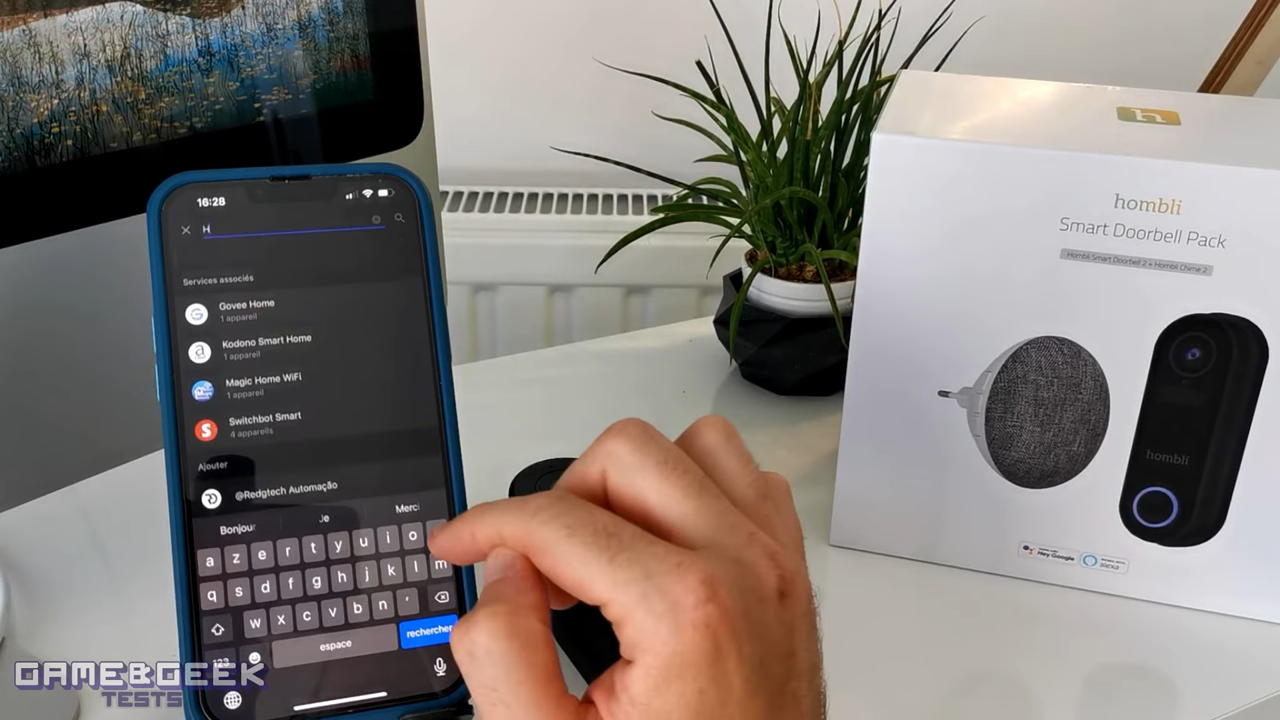 16:28
H
Services associés
Govee Home
1 appareil
Kodono Smart Home
1 appareil
Magic Home WiFi
1 appareil
Switchbot Smart
4 appareils
Ajouter
@Redgtech Automação
Bonjour
Je
Merci
a z e r t y u i o
q s d f g h j k l m
w x c v b n '
123
espace
rechercher
h
hombli
Smart Doorbell Pack
Hombli Smart Doorbell 2 + Hombli Chime 2
hombli
Hey Google
GAME&GEEK
TESTS